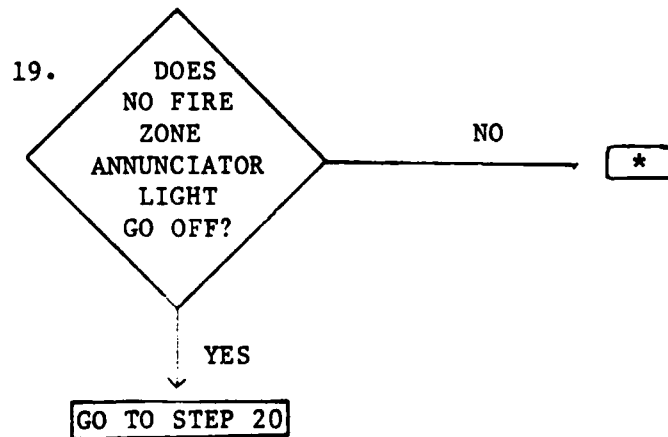 19.
DOES
NO FIRE
ZONE
ANNUNCIATOR
LIGHT
GO OFF?
NO
*
YES
GO TO STEP 20